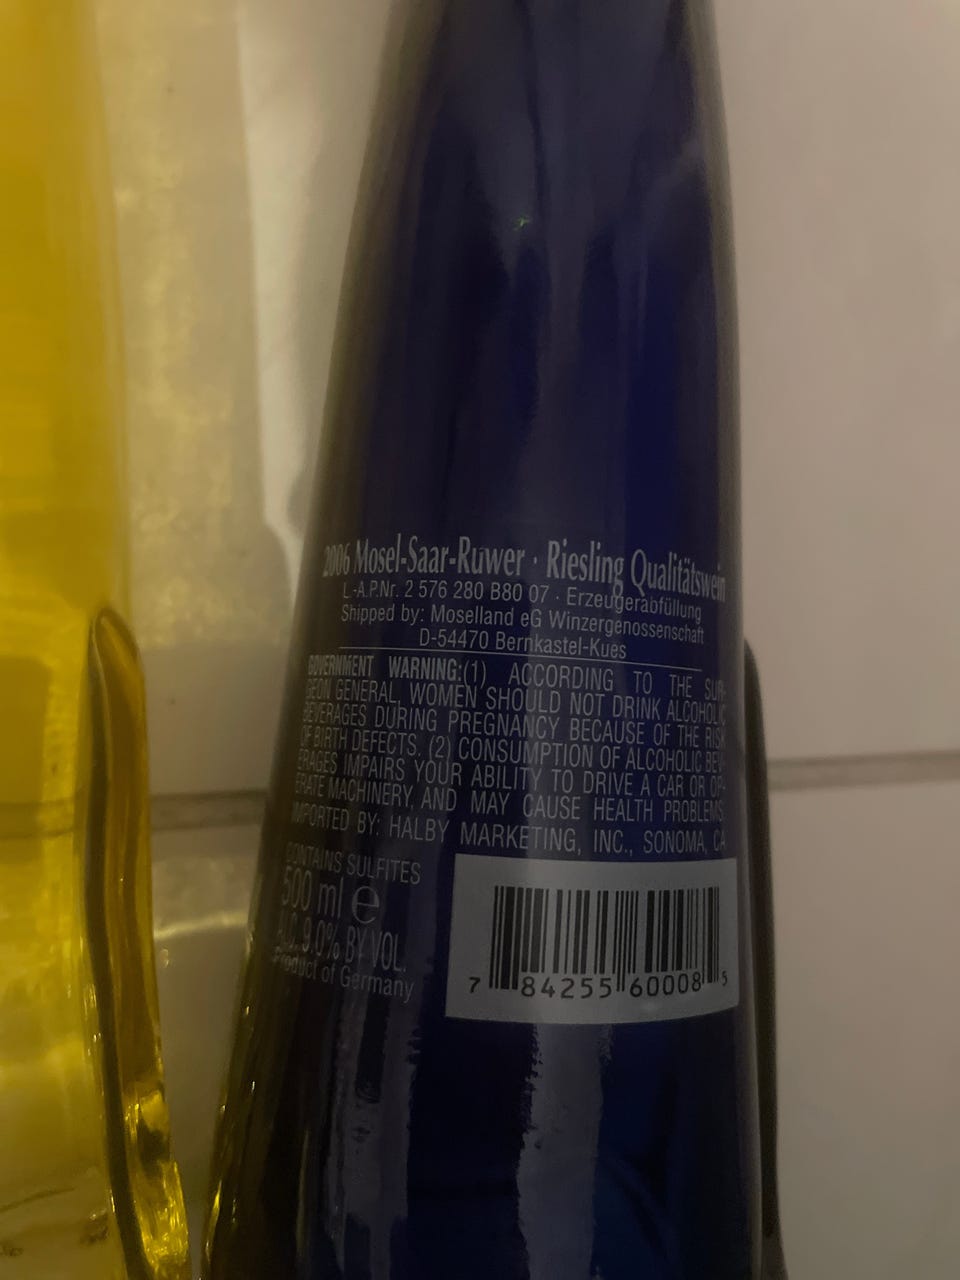 2006 Mosel-Saar-Ruwer · Riesling Qualitätswein
L.-A.P.Nr. 2 576 280 B80 07 · Erzeugerabfüllung
Shipped by: Moselland eG Winzergenossenschaft
D-54470 Bernkastel-Kues
GOVERNMENT WARNING:(1) ACCORDING TO THE SUR-
GEON GENERAL, WOMEN SHOULD NOT DRINK ALCOHOLIC
BEVERAGES DURING PREGNANCY BECAUSE OF THE RISK
OF BIRTH DEFECTS. (2) CONSUMPTION OF ALCOHOLIC BEV-
ERAGES IMPAIRS YOUR ABILITY TO DRIVE A CAR OR OP-
ERATE MACHINERY, AND MAY CAUSE HEALTH PROBLEMS.
IMPORTED BY: HALBY MARKETING, INC., SONOMA, CA
CONTAINS SULFITES
500 ml e
ALC. 9.0% BY VOL.
Product of Germany
7 84255 60008 5